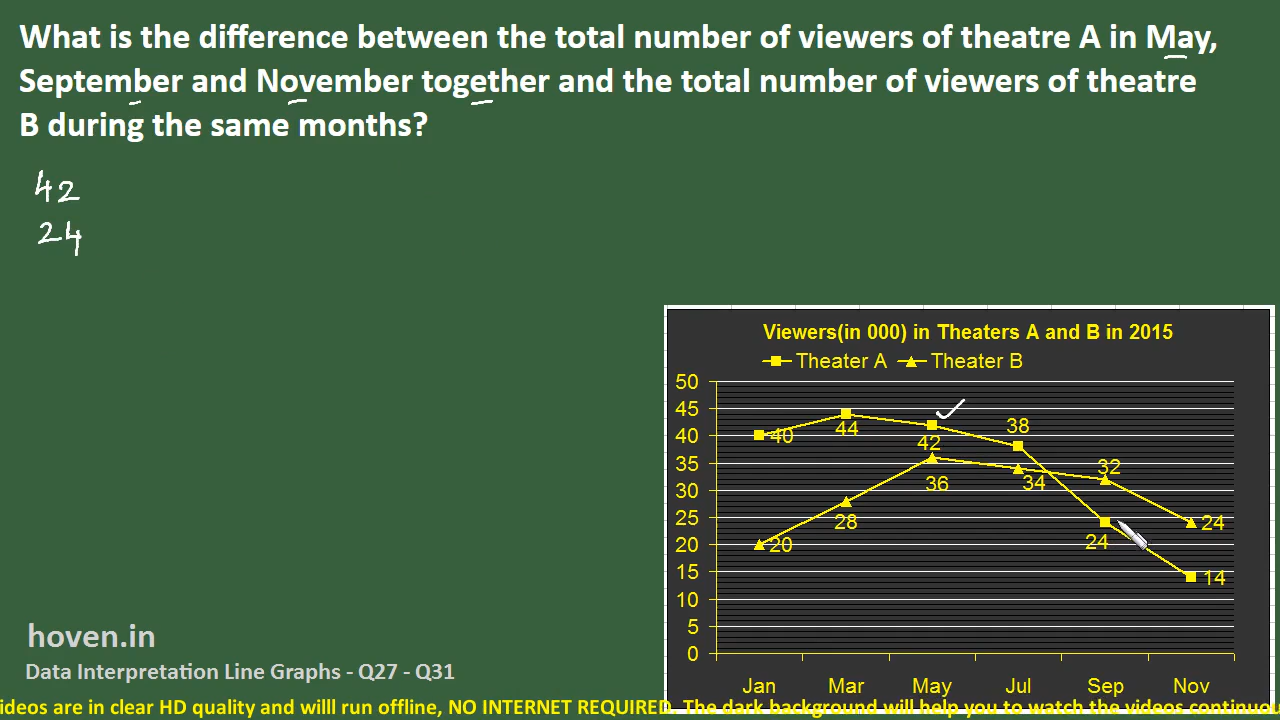 What is the difference between the total number of viewers of theatre A in May,
September and November together and the total number of viewers of theatre
B during the same months?
42
24
Viewers(in 000) in Theaters A and B in 2015
Theater A Theater B
50
45
40
35
30
25
20
15
10
5
0
40 44 42 38 24 14
20 28 36 34 32 24
Jan Mar May Jul Sep Nov
hoven.in
Data Interpretation Line Graphs - Q27 - Q31
ideos are in clear HD quality and willl run offline, NO INTERNET REQUIRED. The dark background will help you to watch the videos continuou